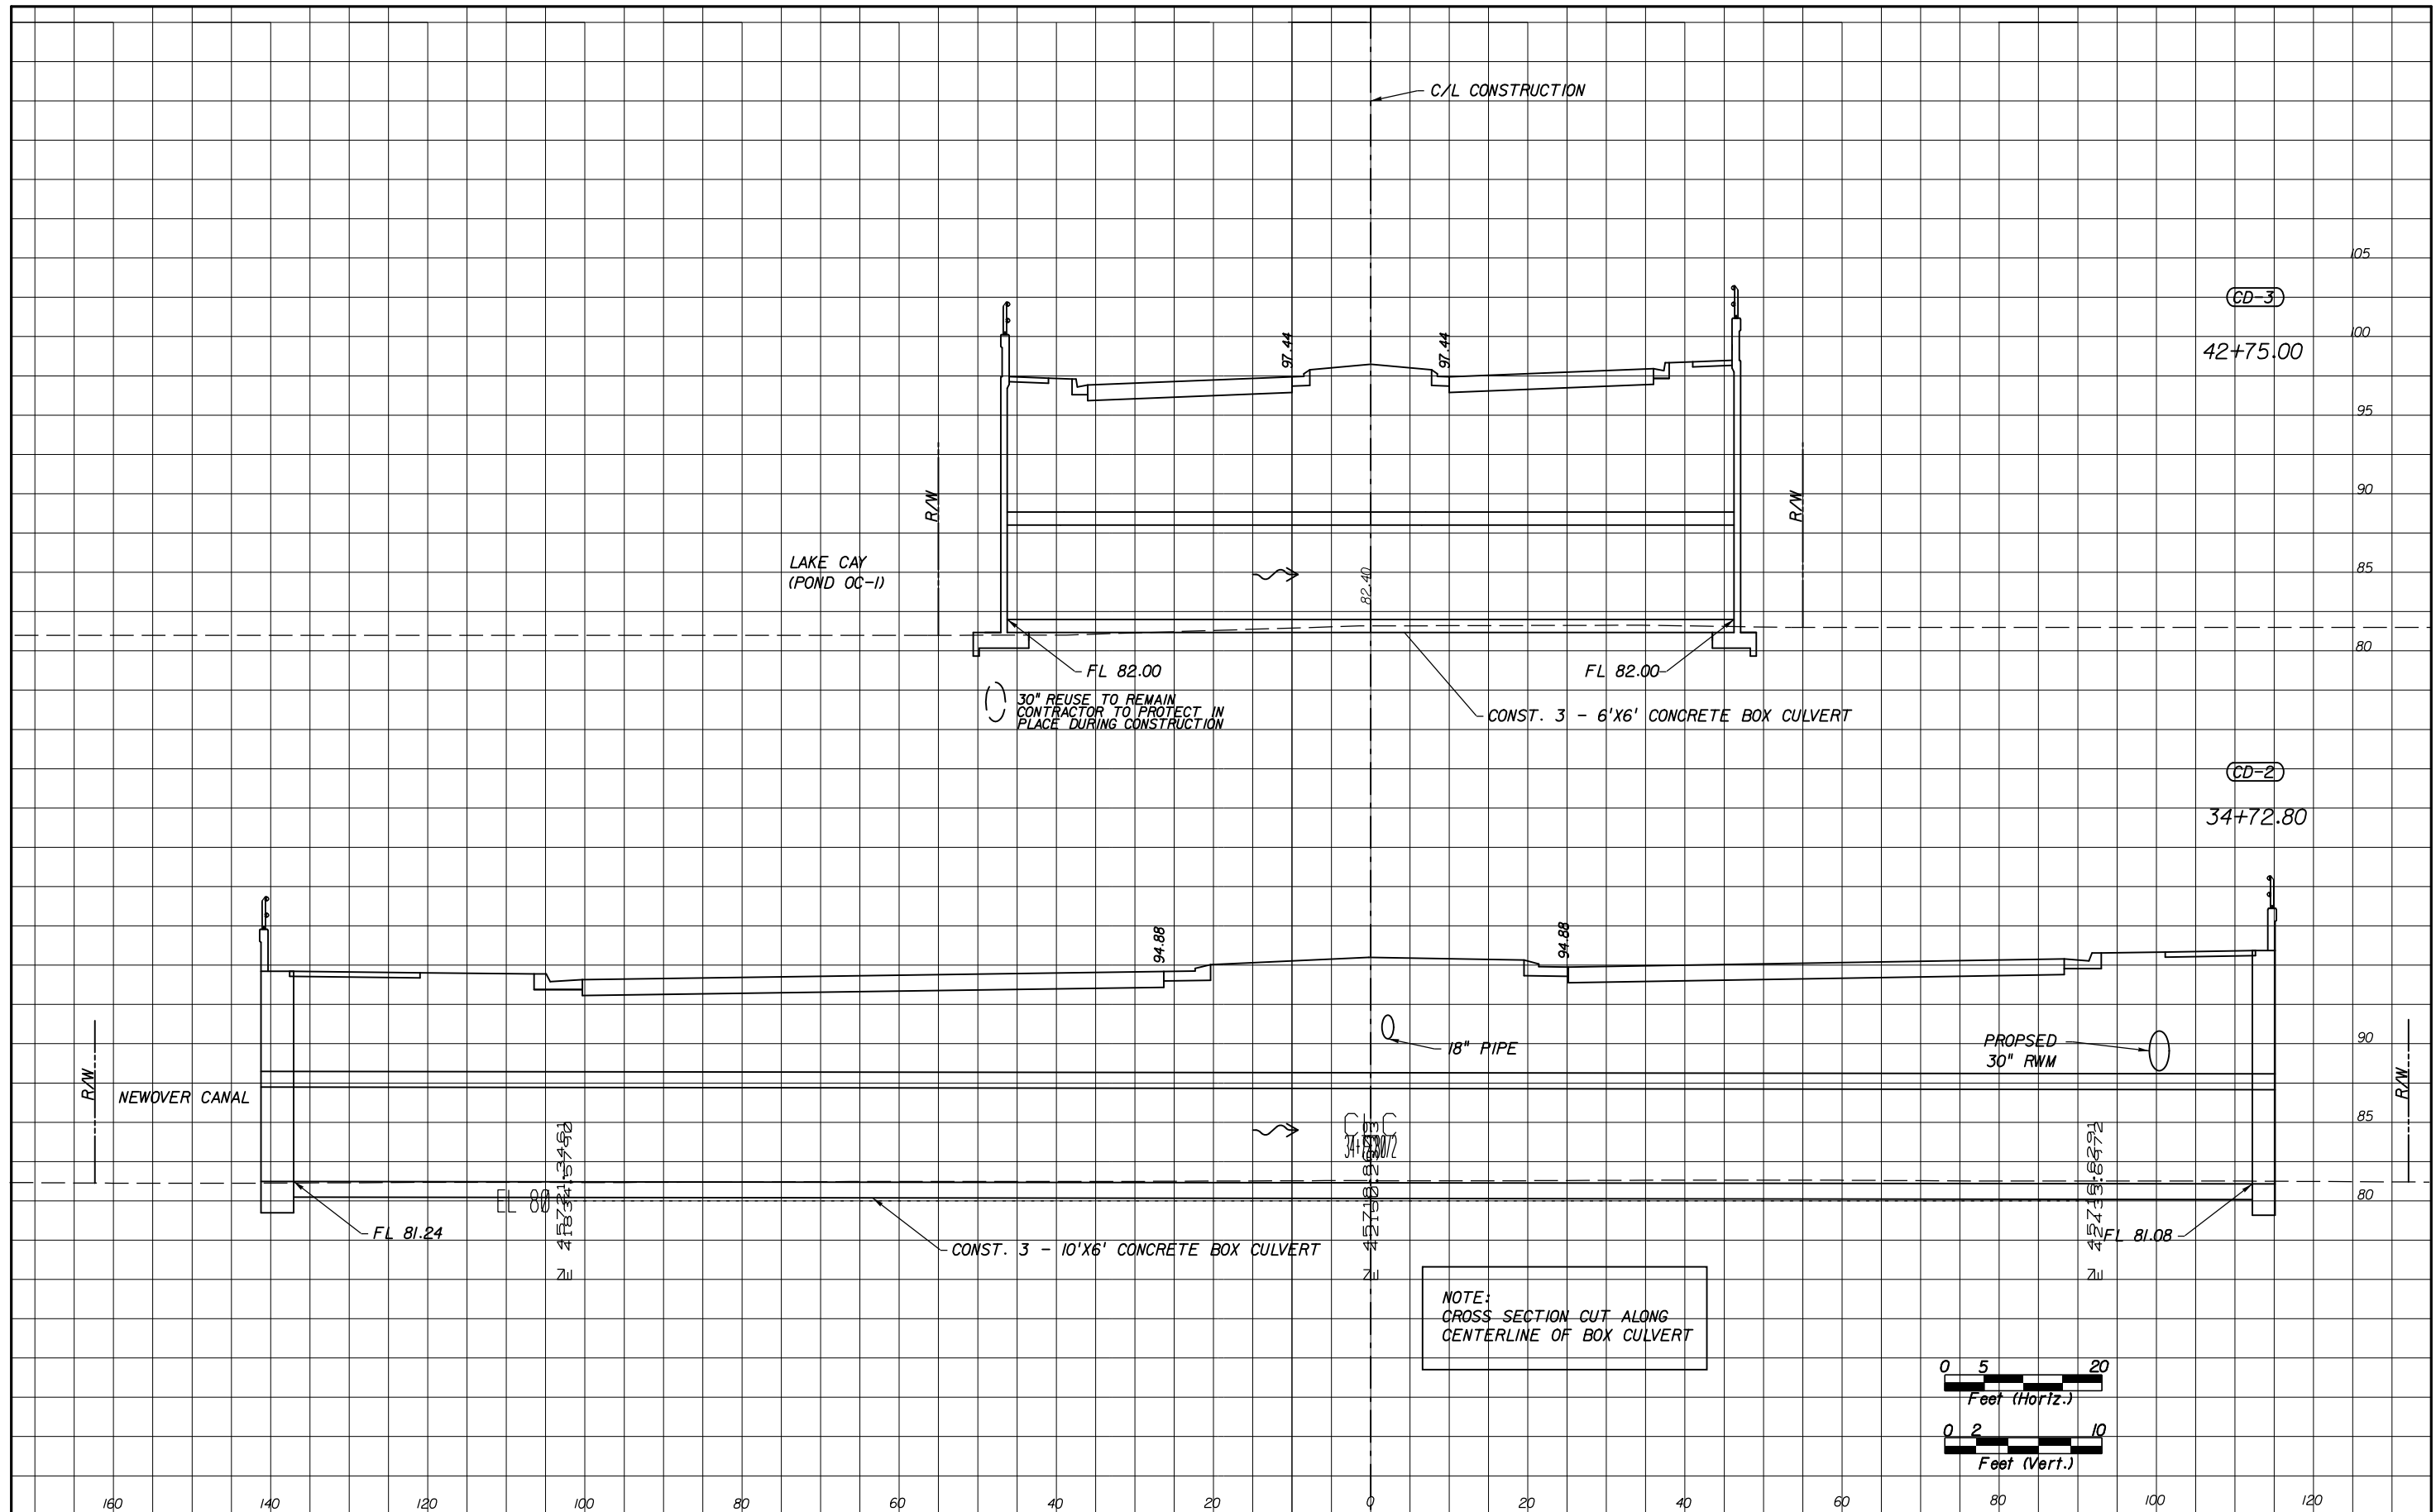 C/L CONSTRUCTION
105
CD-3
100
42+75.00
97.44
97.44
95
90
R/W
R/W
LAKE CAY
(POND OC-1)
85
82.40
80
FL 82.00
FL 82.00
30" REUSE TO REMAIN
CONTRACTOR TO PROTECT IN
PLACE DURING CONSTRUCTION
CONST. 3 - 6'X6' CONCRETE BOX CULVERT
CD-2
34+72.80
94.88
94.88
18" PIPE
PROPSED
30" RWM
90
R/W
NEWOVER CANAL
R/W
85
EL 80
80
FL 81.24
CONST. 3 - 10'X6' CONCRETE BOX CULVERT
FL 81.08
NOTE:
CROSS SECTION CUT ALONG
CENTERLINE OF BOX CULVERT
0 5 20
Feet (Horiz.)
0 2 10
Feet (Vert.)
160 140 120 100 80 60 40 20 0 20 40 60 80 100 120